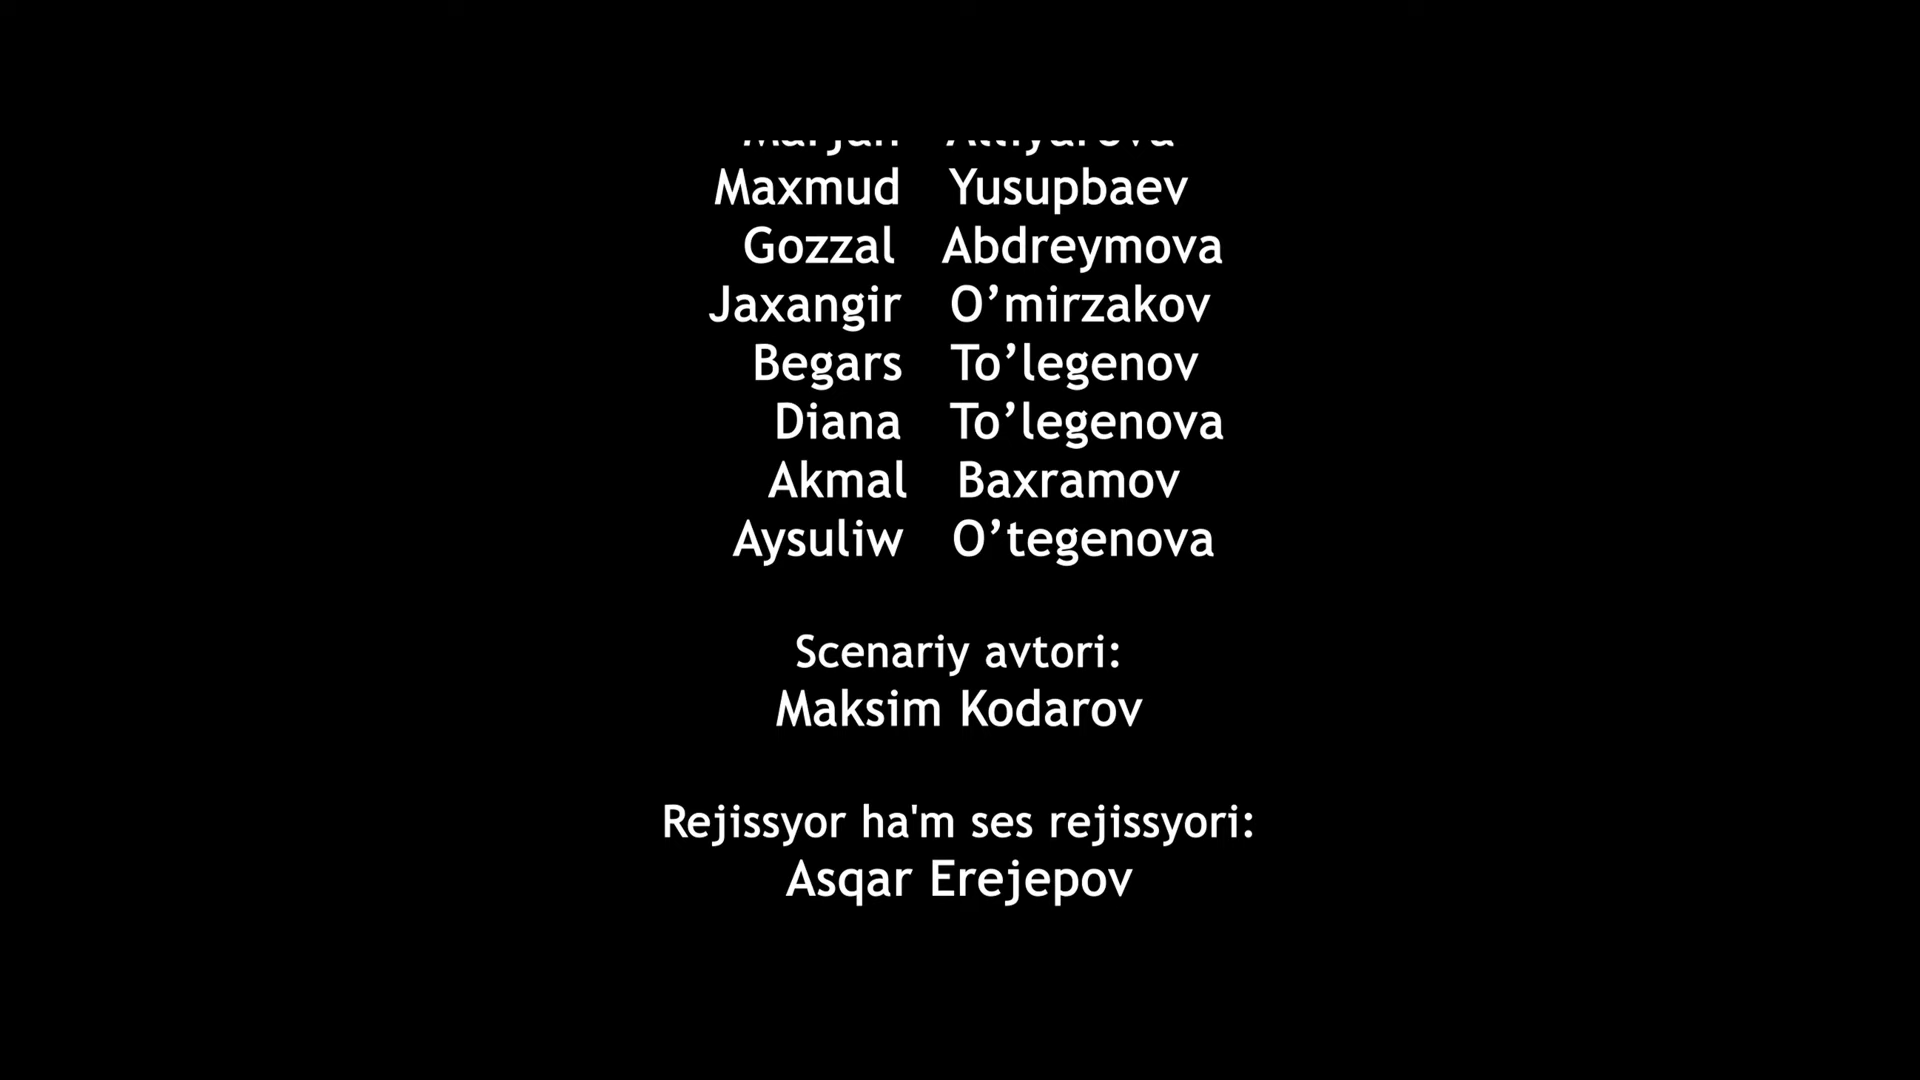 Maxmud Yusupbaev
Gozzal Abdreymova
Jaxangir O’mirzakov
Begars To’legenov
Diana To’legenova
Akmal Baxramov
Aysuliw O’tegenova
Scenariy avtori:
Maksim Kodarov
Rejissyor ha'm ses rejissyori:
Asqar Erejepov